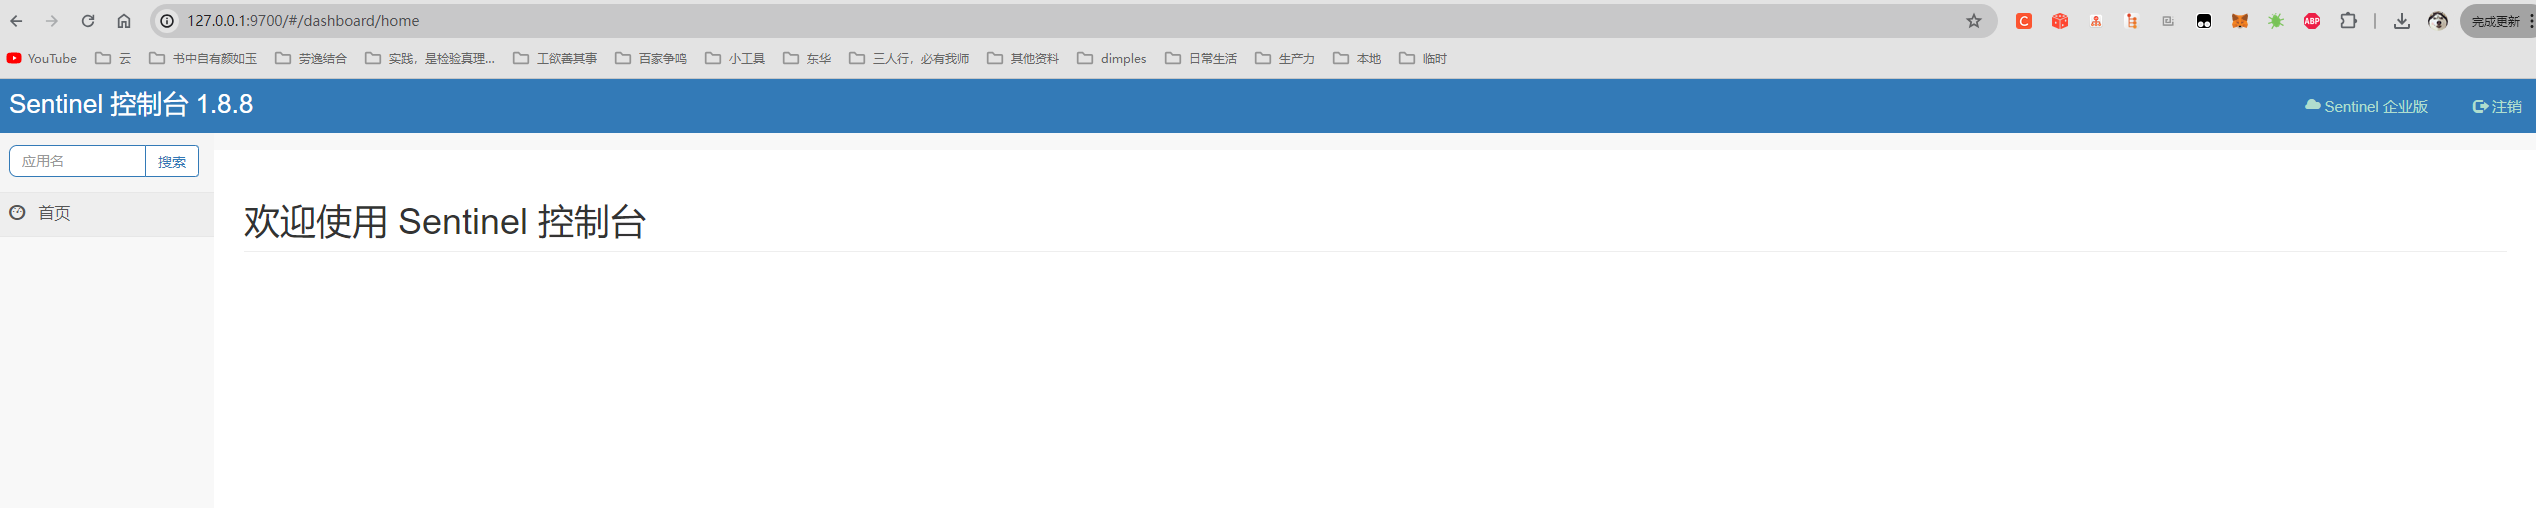 127.0.0.1:9700/#/dashboard/home
C
ABP
完成更新
YouTube 云 书中自有颜如玉 劳逸结合 实践，是检验真理... 工欲善其事 百家争鸣 小工具 东华 三人行，必有我师 其他资料 dimples 日常生活 生产力 本地 临时
Sentinel 控制台 1.8.8
Sentinel 企业版 注销
应用名 搜索
首页
欢迎使用 Sentinel 控制台